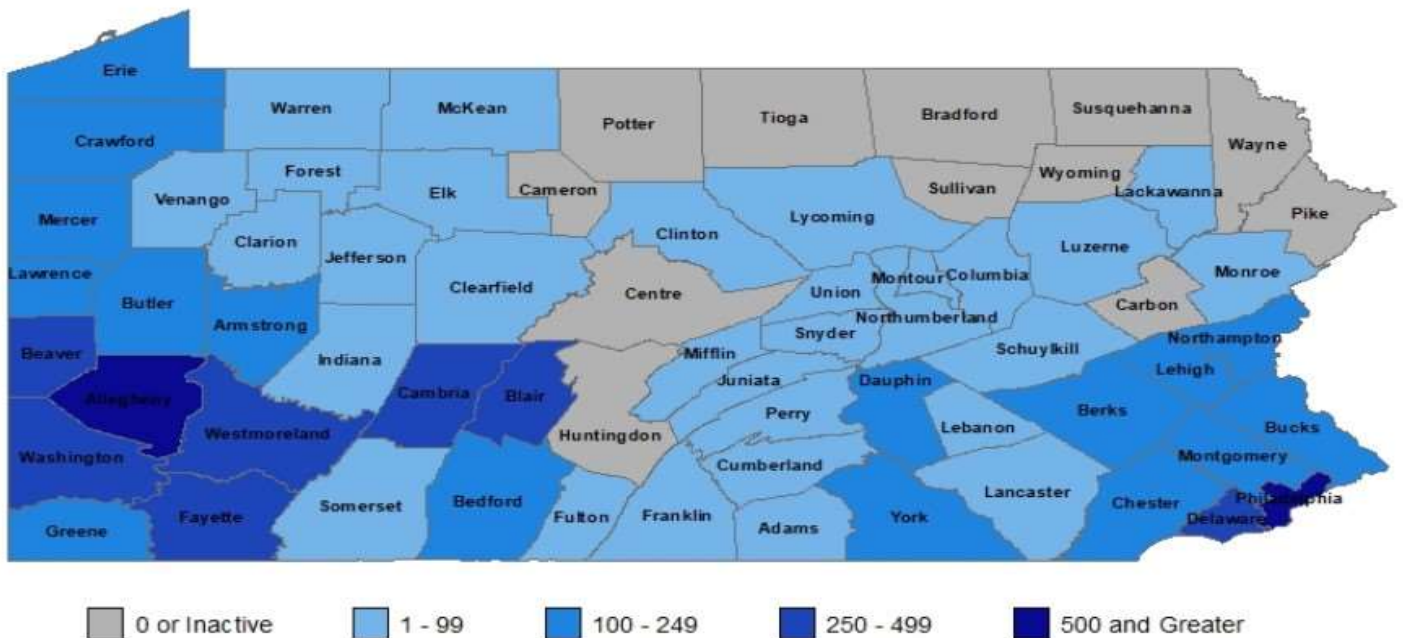 Erie
Warren
McKean
Potter
Tioga
Bradford
Susquehanna
Wayne
Crawford
Forest
Elk
Cameron
Sullivan
Wyoming
Lackawanna
Pike
Venango
Mercer
Clarion
Jefferson
Clinton
Lycoming
Luzerne
Monroe
Lawrence
Butler
Clearfield
Centre
Union
Montour
Columbia
Carbon
Armstrong
Northumberland
Snyder
Beaver
Indiana
Mifflin
Schuylkill
Northampton
Lehigh
Allegheny
Cambria
Blair
Juniata
Dauphin
Berks
Westmoreland
Huntingdon
Perry
Lebanon
Bucks
Washington
Cumberland
Montgomery
Somerset
Bedford
Lancaster
Chester
Philadelphia
Greene
Fayette
Fulton
Franklin
Adams
York
Delaware
0 or Inactive
1 - 99
100 - 249
250 - 499
500 and Greater